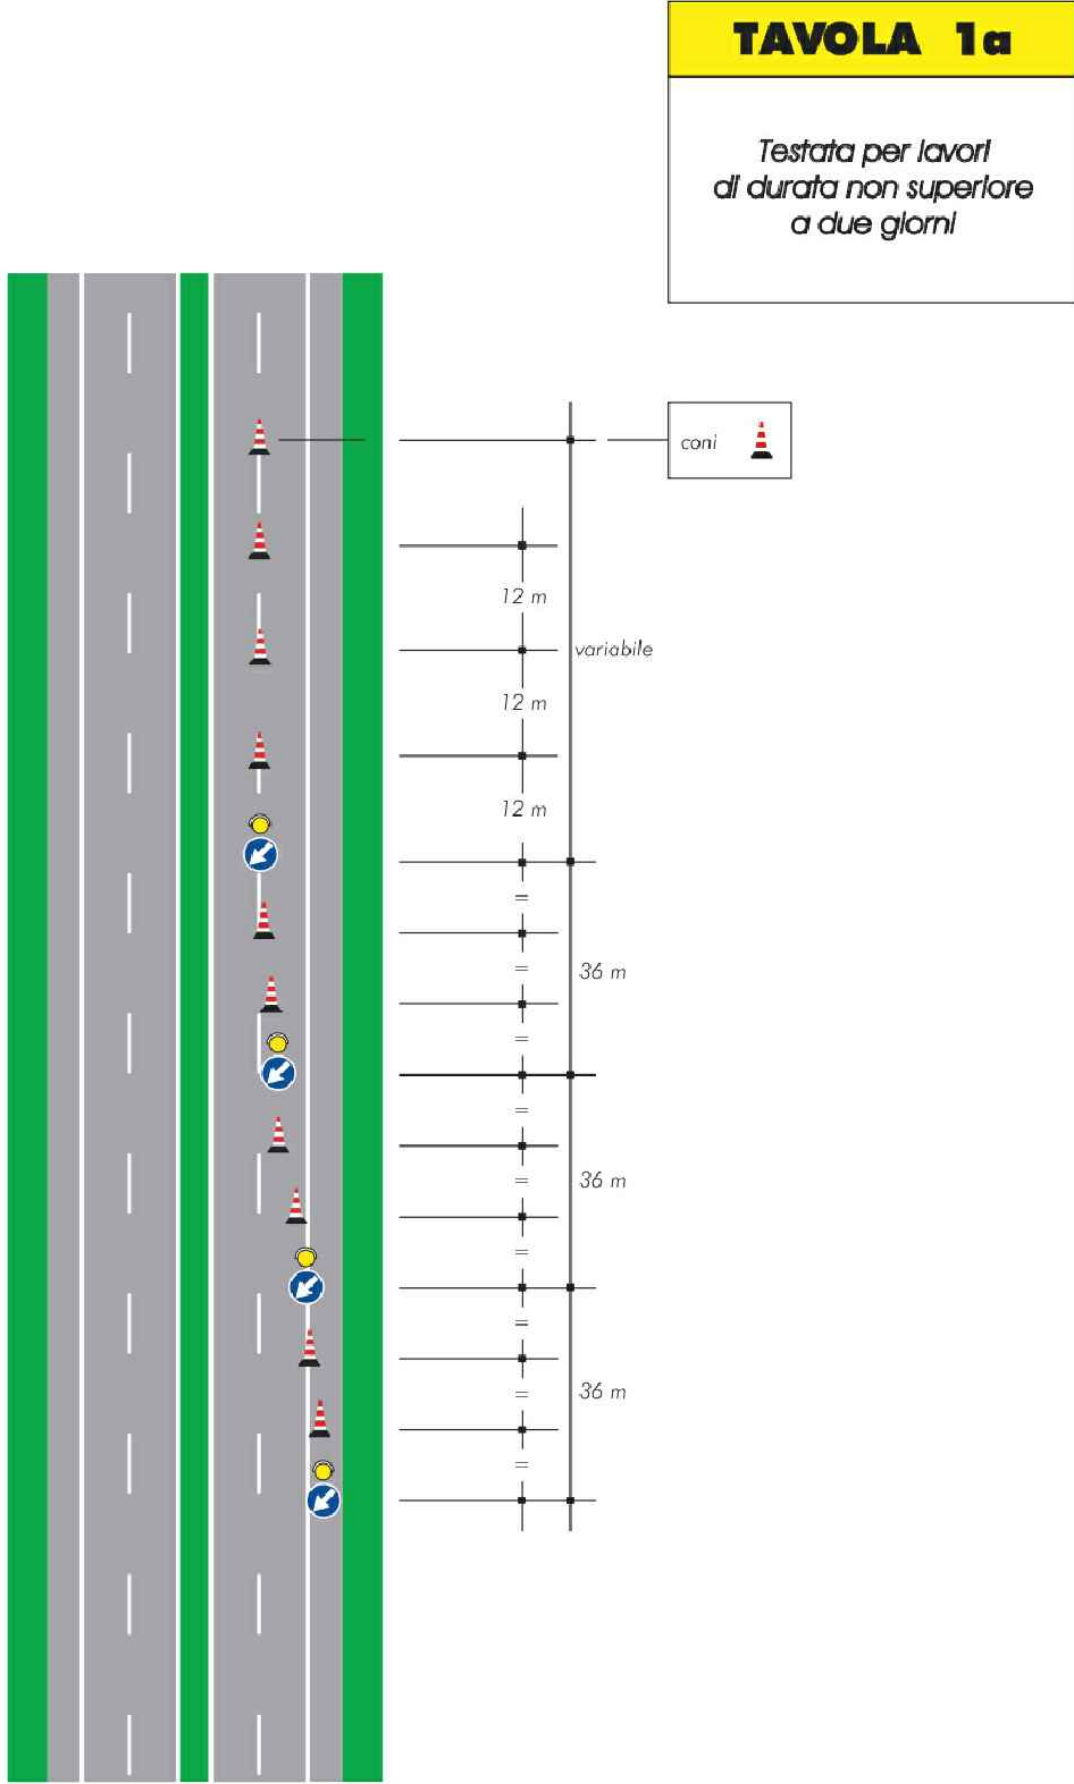 TAVOLA 1a
Testata per lavori
di durata non superiore
a due giorni
coni
12 m
variabile
12 m
12 m
=
=
36 m
=
=
=
36 m
=
=
=
36 m
=